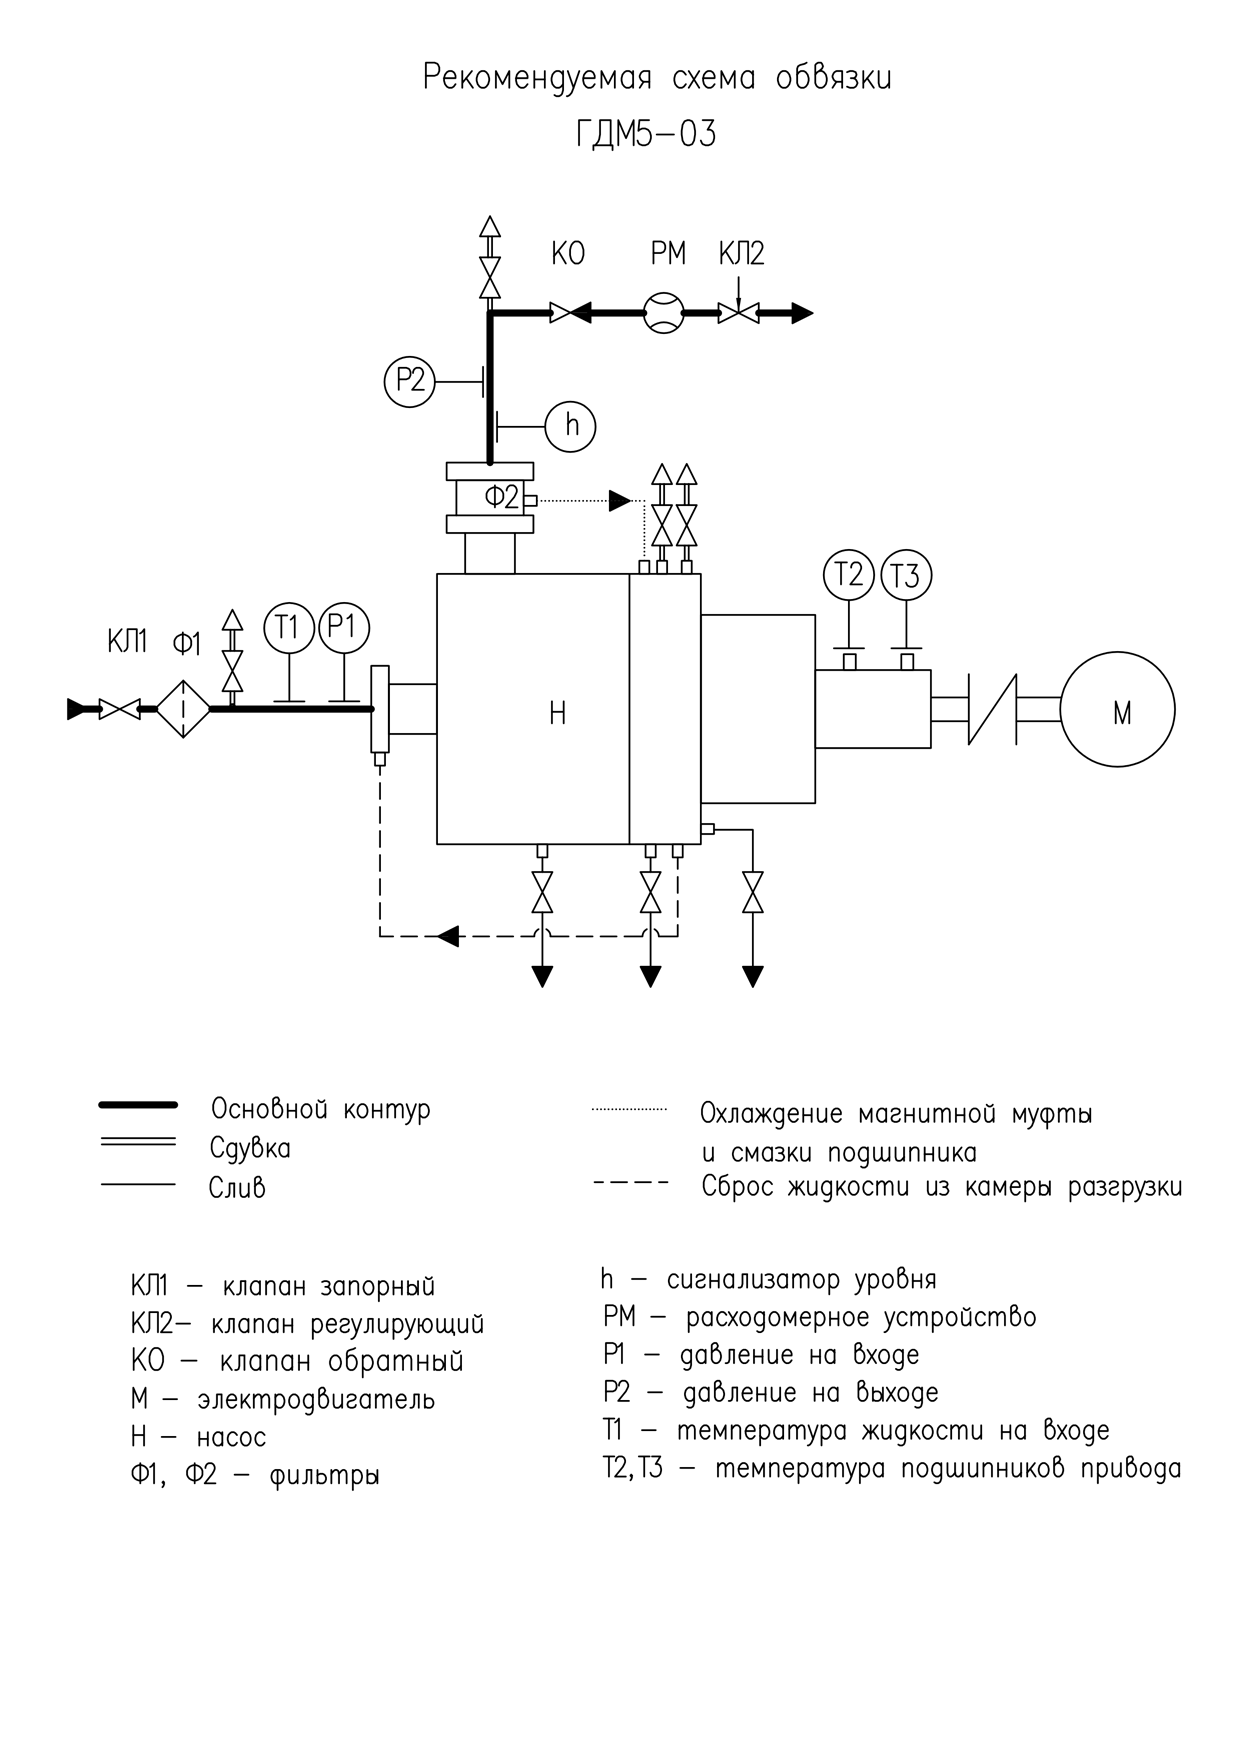 Рекомендуемая схема обвязки
ГДМ5-03
КО РМ КЛ2
Р2
h
Ф2
Т2 Т3
КЛ1 Ф1 Т1 Р1
Н
М
Основной контур
Сдувка
Слив
Охлаждение магнитной муфты
и смазки подшипника
Сброс жидкости из камеры разгрузки
КЛ1 – клапан запорный
КЛ2– клапан регулирующий
КО – клапан обратный
М – электродвигатель
Н – насос
Ф1, Ф2 – фильтры
h – сигнализатор уровня
РМ – расходомерное устройство
Р1 – давление на входе
Р2 – давление на выходе
Т1 – температура жидкости на входе
Т2,Т3 – температура подшипников привода